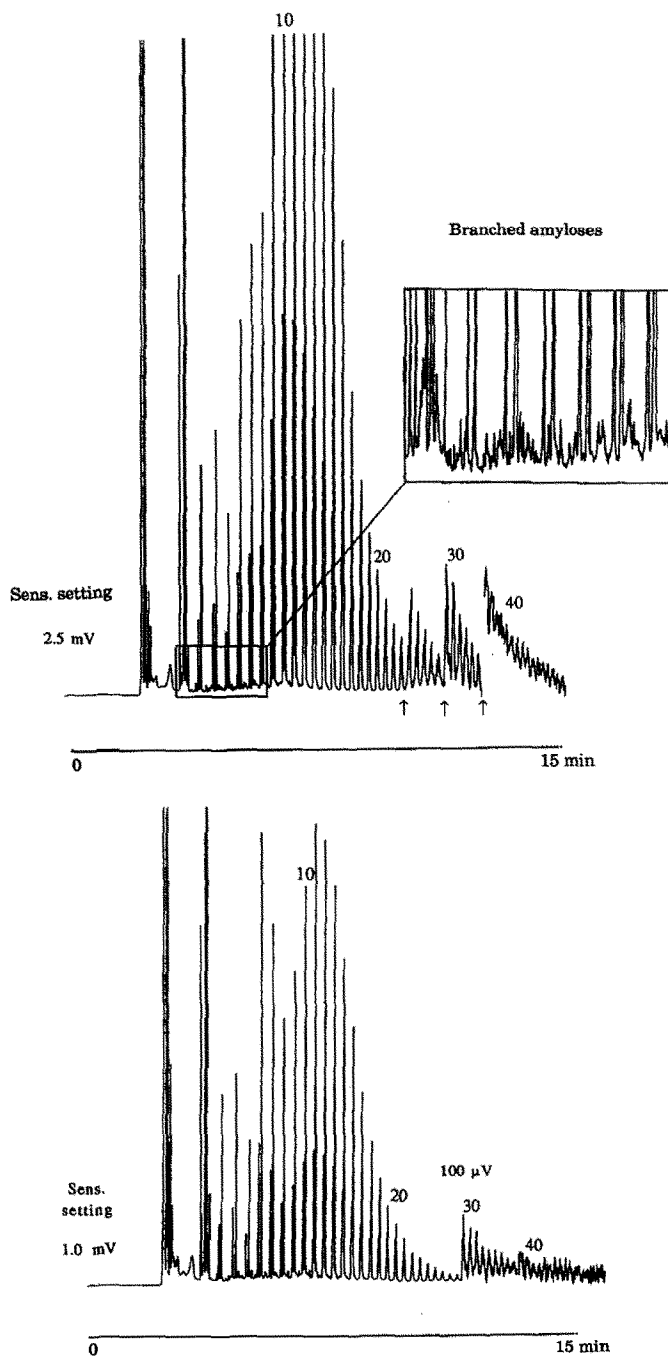 10
Branched amyloses
20
30
40
Sens. setting
2.5 mV
↑ ↑ ↑
0 15 min
10
100 μV
20
30
40
Sens.
setting
1.0 mV
0 15 min